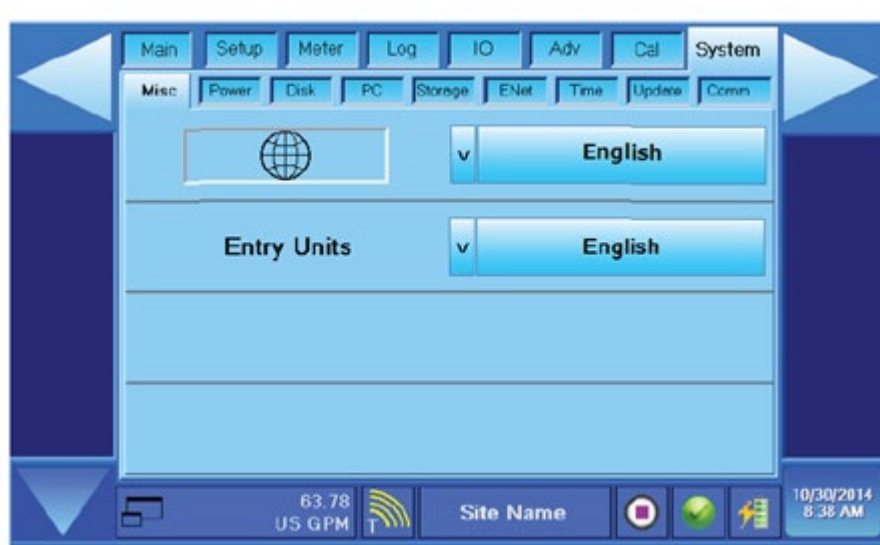 Main Setup Meter Log IO Adv Cal System
Misc Power Disk PC Storage ENet Time Update Comm
v English
Entry Units v English
63.78
US GPM T Site Name
10/30/2014
8:38 AM